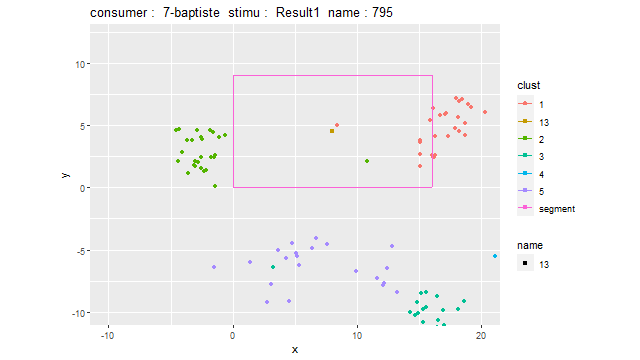 consumer :  7-baptiste  stimu :  Result1  name : 795
10
5
0
-5
-10
y
-10
0
10
20
x
clust
1
13
2
3
4
5
segment
name
13